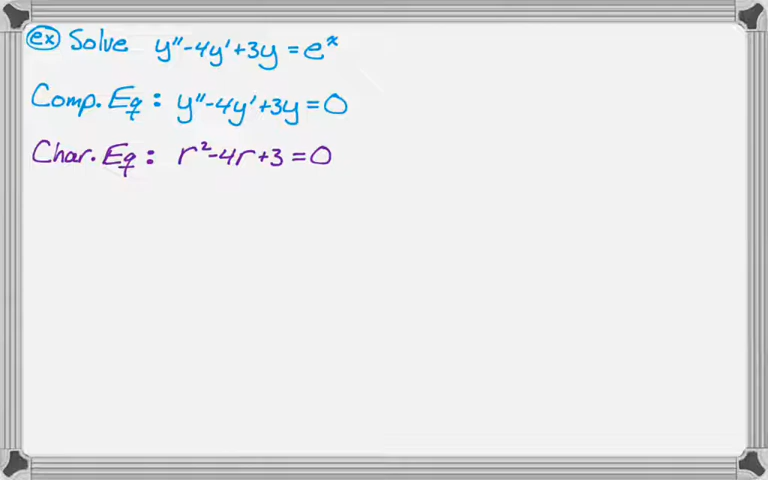 ex Solve y''-4y'+3y = e^x
Comp. Eq : y''-4y'+3y = 0
Char. Eq : r²-4r+3 = 0